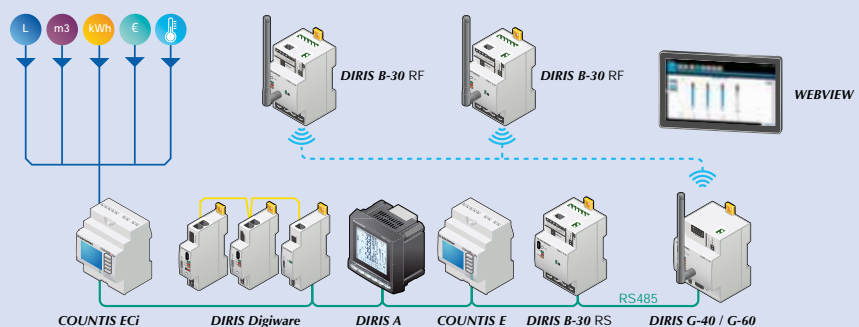 L m3 kWh €
DIRIS B-30 RF
DIRIS B-30 RF
WEBVIEW
RS485
COUNTIS ECi
DIRIS Digiware
DIRIS A
COUNTIS E
DIRIS B-30 RS
DIRIS G-40 / G-60